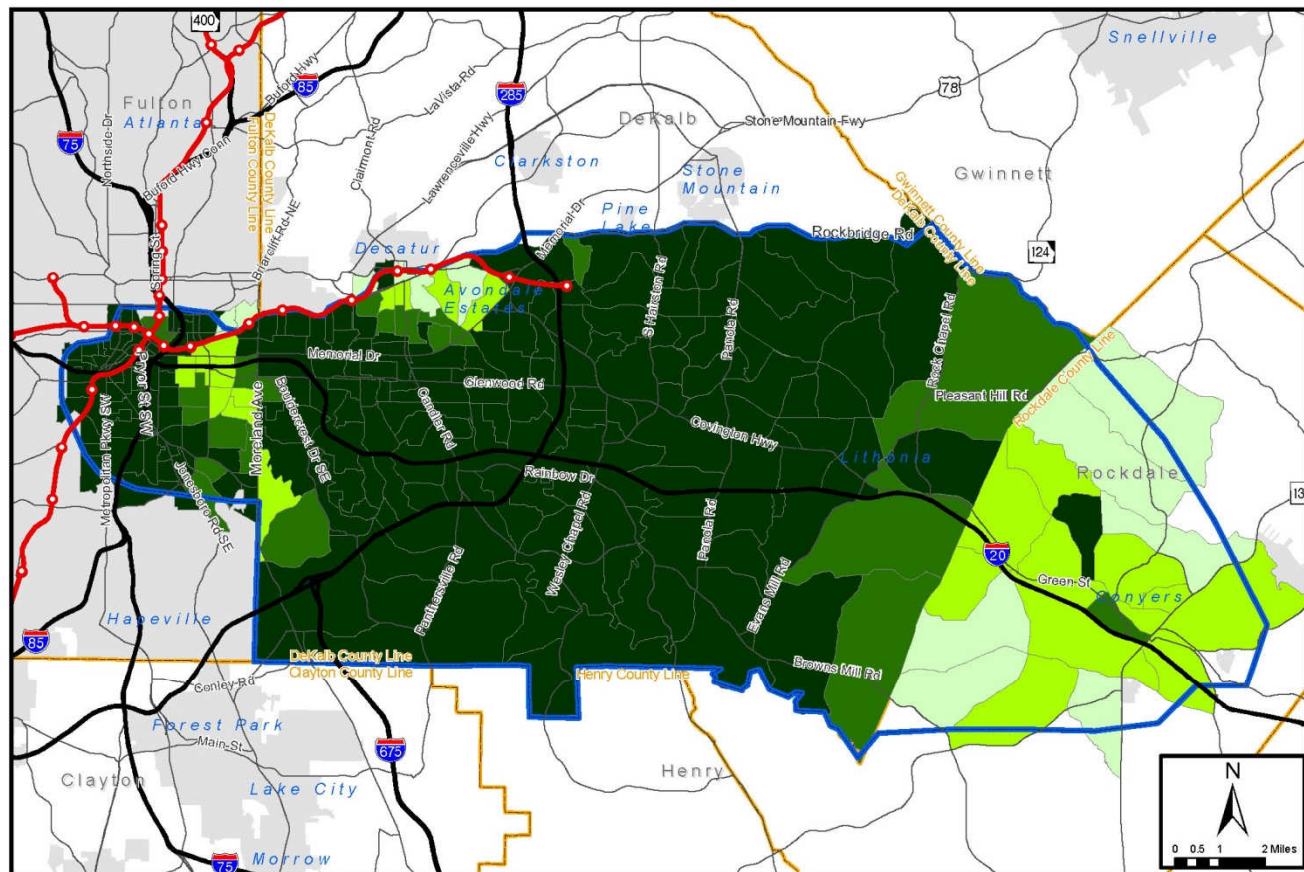 400
Snellville
Buford Hwy
85
LaVista Rd
285
78
Fulton
Atlanta
DeKalb
Stone Mountain Fwy
75
Northside Dr
DeKalb County Line
Fulton County Line
Clairmont Rd
Lawrenceville Hwy
Clarkston
Buford Hwy Conn
Stone
Mountain
Gwinnett
Gwinnett County Line
DeKalb County Line
Briarcliff Rd NE
Pine
Lake
Memorial Dr
Rockbridge Rd
124
Decatur
Spring St
Avondale
Estates
S Hairston Rd
Panola Rd
Rock Chapel Rd
Memorial Dr
Glenwood Rd
Rockdale County Line
Pryor St SW
Pleasant Hill Rd
Metropolitan Pkwy SW
Moreland Ave
Bouldercrest Dr SE
Candler Rd
Covington Hwy
Lithonia
Rockdale
Jonesboro Rd SE
Rainbow Dr
13
Wesley Chapel Rd
Panola Rd
20
Green St
Conyers
Panthersville Rd
Evans Mill Rd
Hapeville
85
DeKalb County Line
Clayton County Line
Henry County Line
Browns Mill Rd
Conley Rd
Forest Park
Main St
675
Clayton
Henry
Lake City
Morrow
75
N
0 0.5 1 2 Miles